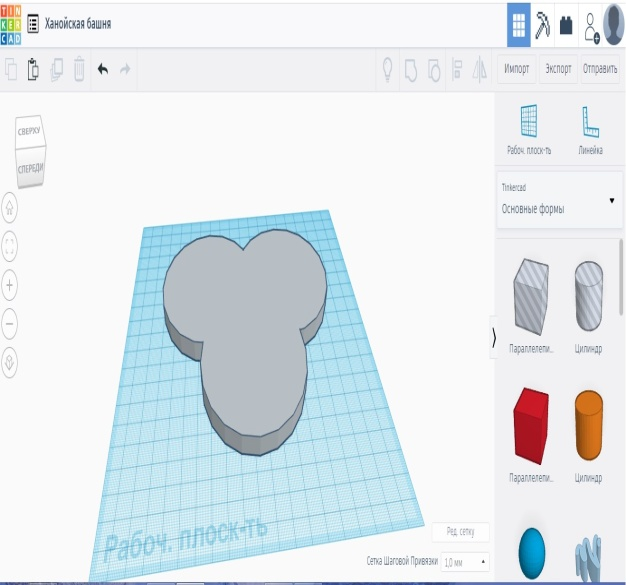 TIN
KER
CAD
Ханойская башня
Импорт
Экспорт
Отправить
СВЕРХУ
СПЕРЕДИ
Рабоч. плоск-ть
Линейка
Tinkercad
Основные формы
Параллелепи...
Цилиндр
Параллелепи...
Цилиндр
Рабоч. плоск-ть
Ред. сетку
Сетка Шаговой Привязки
1,0 мм